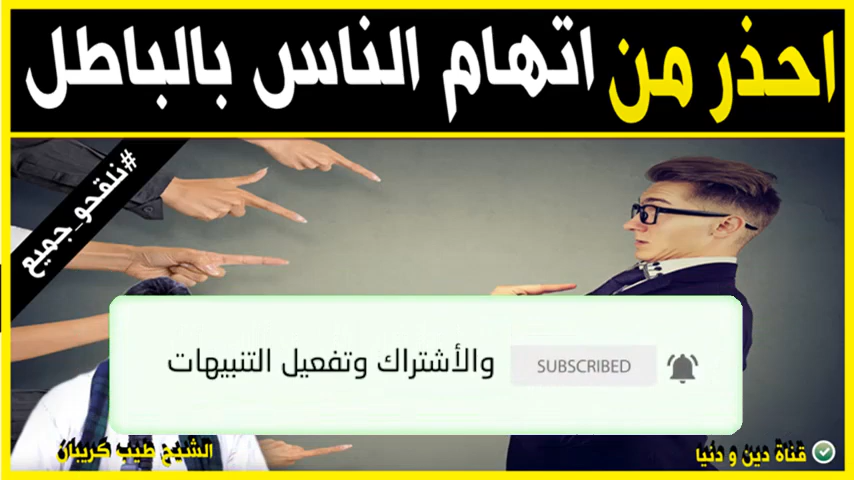 احذر من اتهام الناس بالباطل
#نلقحو_جميع
والأشتراك وتفعيل التنبيهات
SUBSCRIBED
الشيخ طيب كريبان
قناة دين و دنيا